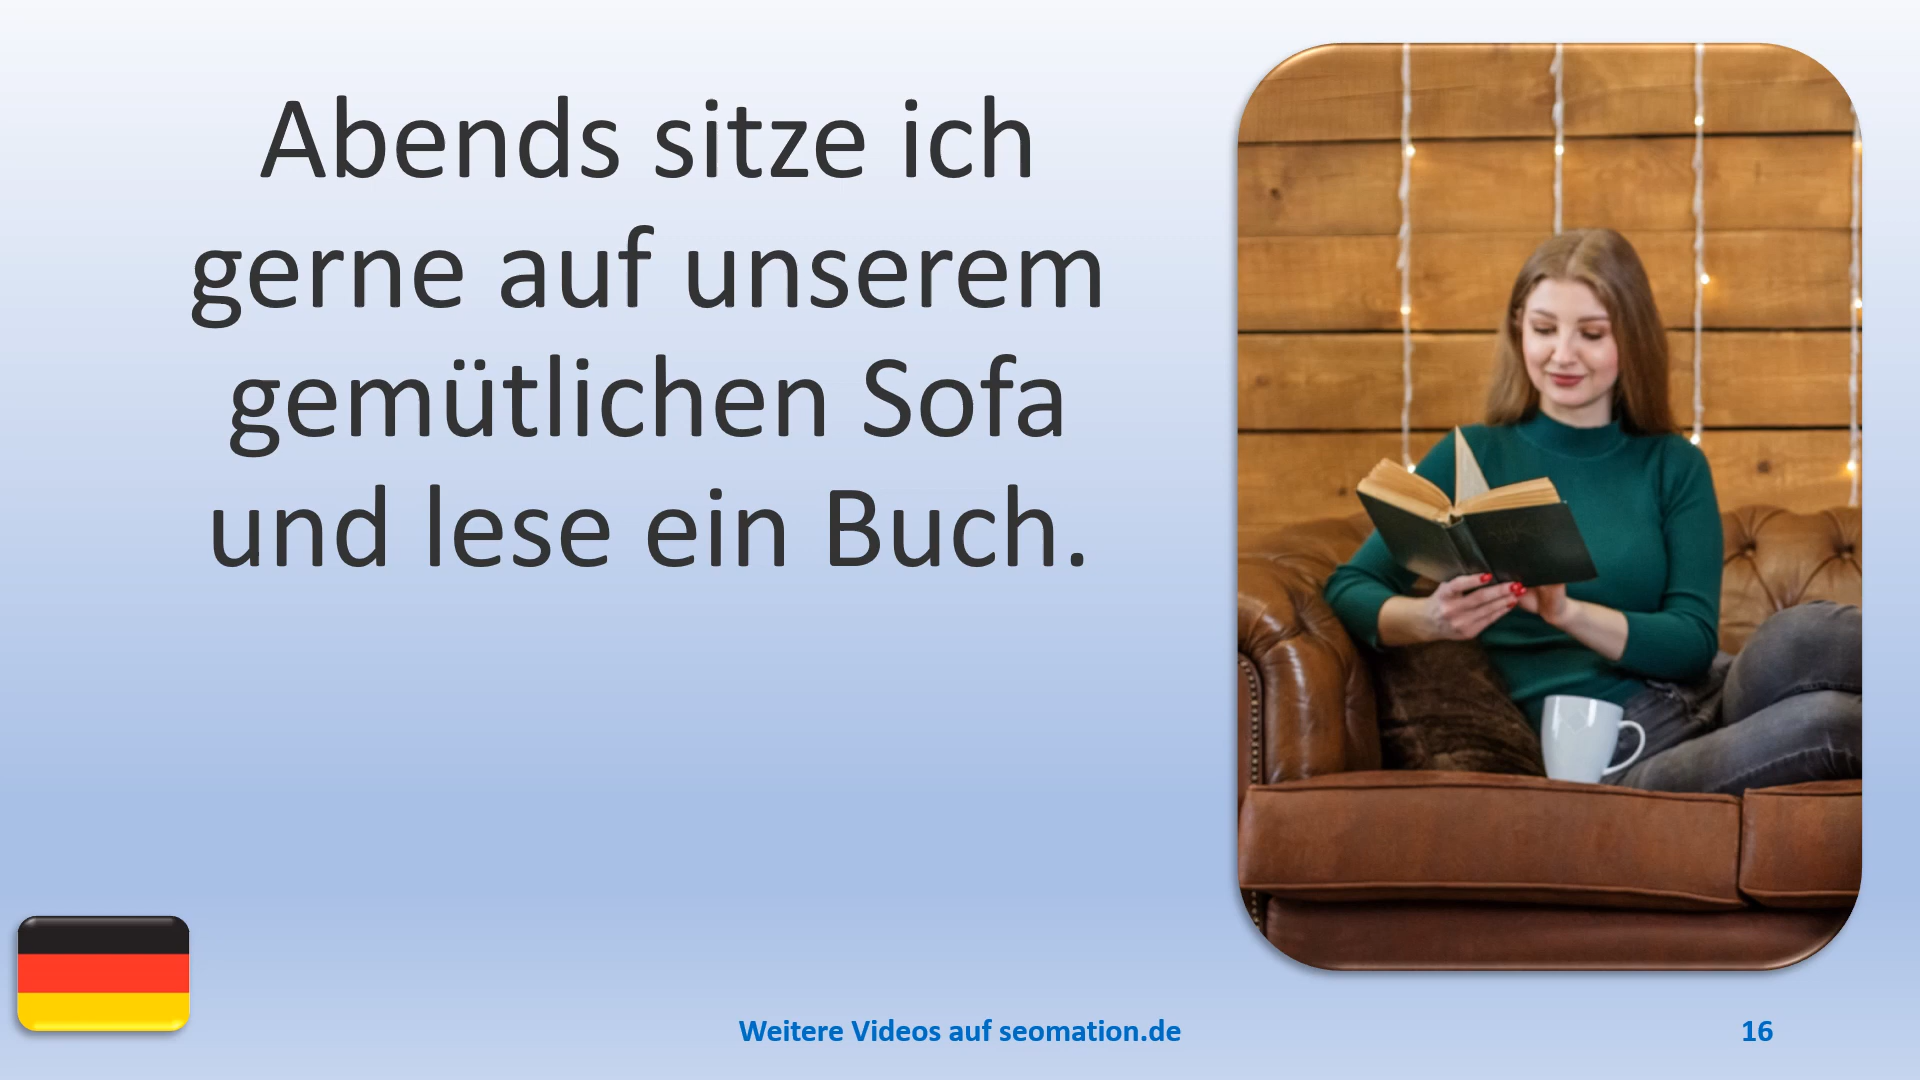 Abends sitze ich
gerne auf unserem
gemütlichen Sofa
und lese ein Buch.
Weitere Videos auf seomation.de
16